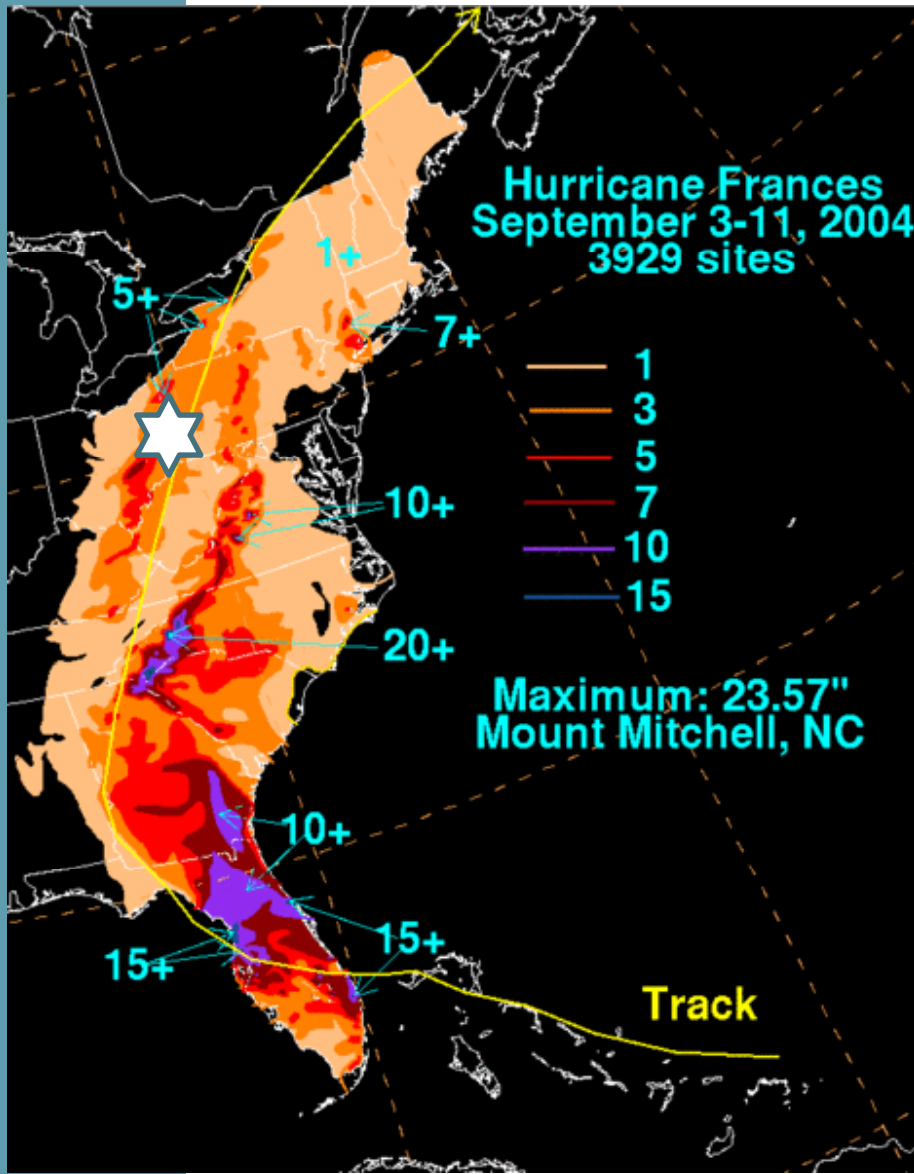 Hurricane Frances
September 3-11, 2004
3929 sites
1+
5+
7+
1
3
5
7
10
15
10+
20+
Maximum: 23.57"
Mount Mitchell, NC
10+
15+
15+
Track